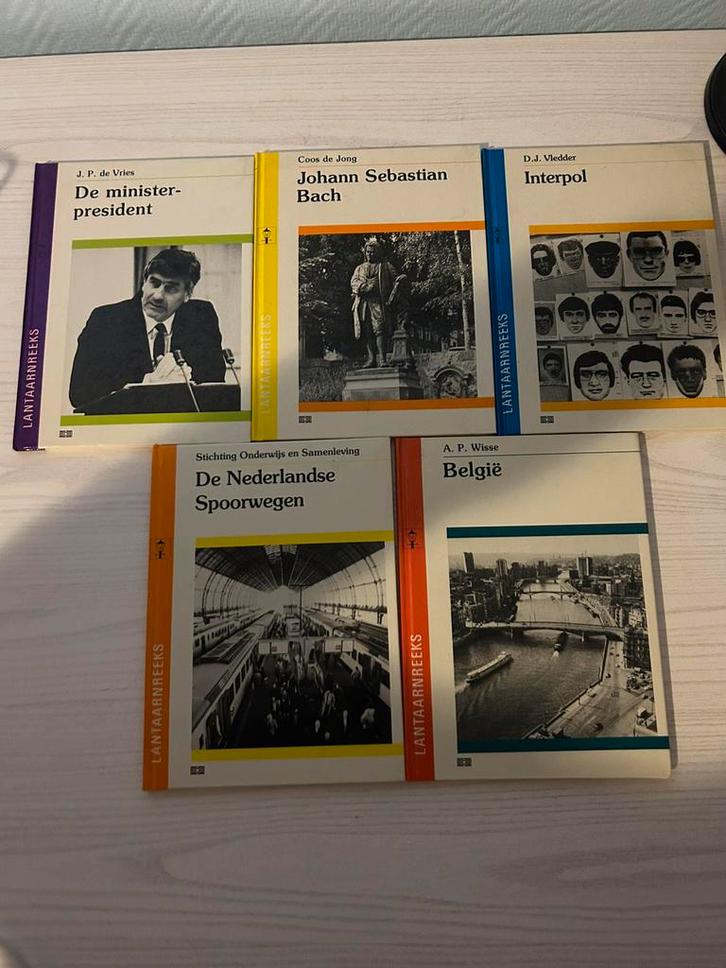 J. P. de Vries
De minister-
president
LANTAARNREEKS
Coos de Jong
Johann Sebastian
Bach
LANTAARNREEKS
D.J. Vledder
Interpol
LANTAARNREEKS
Stichting Onderwijs en Samenleving
De Nederlandse
Spoorwegen
LANTAARNREEKS
A. P. Wisse
België
LANTAARNREEKS